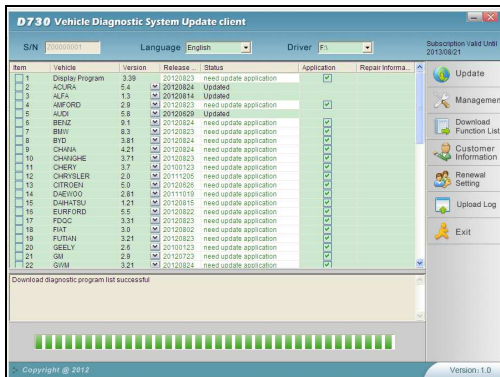 D730 Vehicle Diagnostic System Update client
S/N Z00000001 Language English Driver F:\
Subscription Valid Until 2013/08/21
Item Vehicle Version Release ... Status Application Repair Informa...
1 Display Program 3.39 20120823 need update application
2 ACURA 5.4 20120824 Updated
3 ALFA 1.3 20120814 Updated
4 AMFORD 2.9 20120823 need update application
5 AUDI 5.8 20120629 Updated
6 BENZ 9.1 20120824 need update application
7 BMW 8.3 20120823 need update application
8 BYD 3.81 20120824 need update application
9 CHANA 4.21 20120824 need update application
10 CHANGHE 3.71 20120823 need update application
11 CHERY 3.7 20100123 need update application
12 CHRYSLER 2.0 20111205 need update application
13 CITROEN 5.0 20120626 need update application
14 DAEWOO 2.61 20111019 need update application
15 DAIHATSU 1.21 20120815 need update application
16 EURFORD 5.5 20120822 need update application
17 FDQC 3.31 20120823 need update application
18 FIAT 3.0 20120802 need update application
19 FUTIAN 3.21 20120823 need update application
20 GEELY 2.6 20100123 need update application
21 GM 2.9 20120723 need update application
22 GWM 3.21 20120824 need update application
Update
Managemen
Download Function List
Customer Information
Renewal Setting
Upload Log
Exit
Download diagnostic program list successful
Copyright @ 2012
Version: 1.0